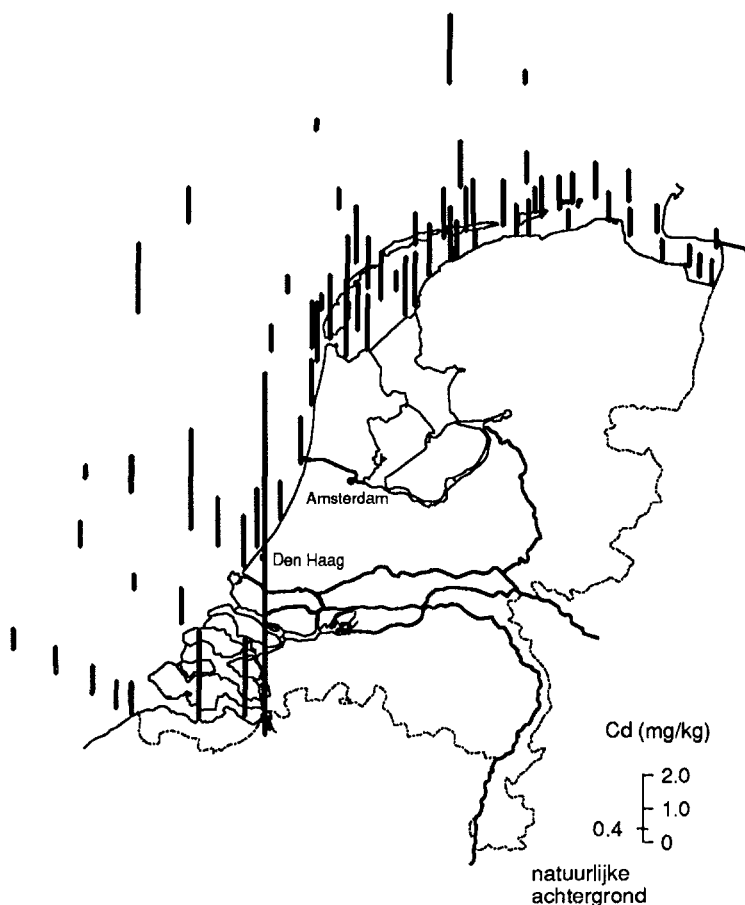 Amsterdam
Den Haag
Cd (mg/kg)
2.0
1.0
0.4
0
natuurlijke
achtergrond